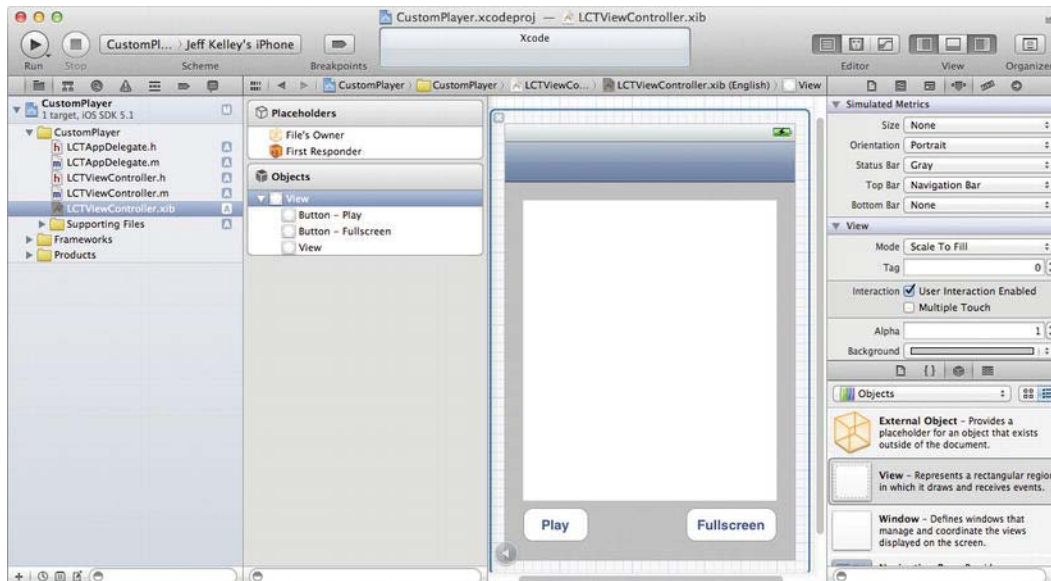 CustomPlayer.xcodeproj — LCTViewController.xib
CustomPl... Jeff Kelley's iPhone
Xcode
Run Stop Scheme Breakpoints Editor View Organizer
CustomPlayer CustomPlayer LCTViewCo... LCTViewController.xib (English) View
CustomPlayer
1 target, iOS SDK 5.1
CustomPlayer
LCTAppDelegate.h
LCTAppDelegate.m
LCTViewController.h
LCTViewController.m
LCTViewController.xib
Supporting Files
Frameworks
Products
Placeholders
File's Owner
First Responder
Objects
View
Button – Play
Button – Fullscreen
View
Play
Fullscreen
Simulated Metrics
Size None
Orientation Portrait
Status Bar Gray
Top Bar Navigation Bar
Bottom Bar None
View
Mode Scale To Fill
Tag 0
Interaction User Interaction Enabled
Multiple Touch
Alpha 1
Background
Objects
External Object – Provides a
placeholder for an object that exists
outside of the document.
View – Represents a rectangular region
in which it draws and receives events.
Window – Defines windows that
manage and coordinate the views
displayed on the screen.